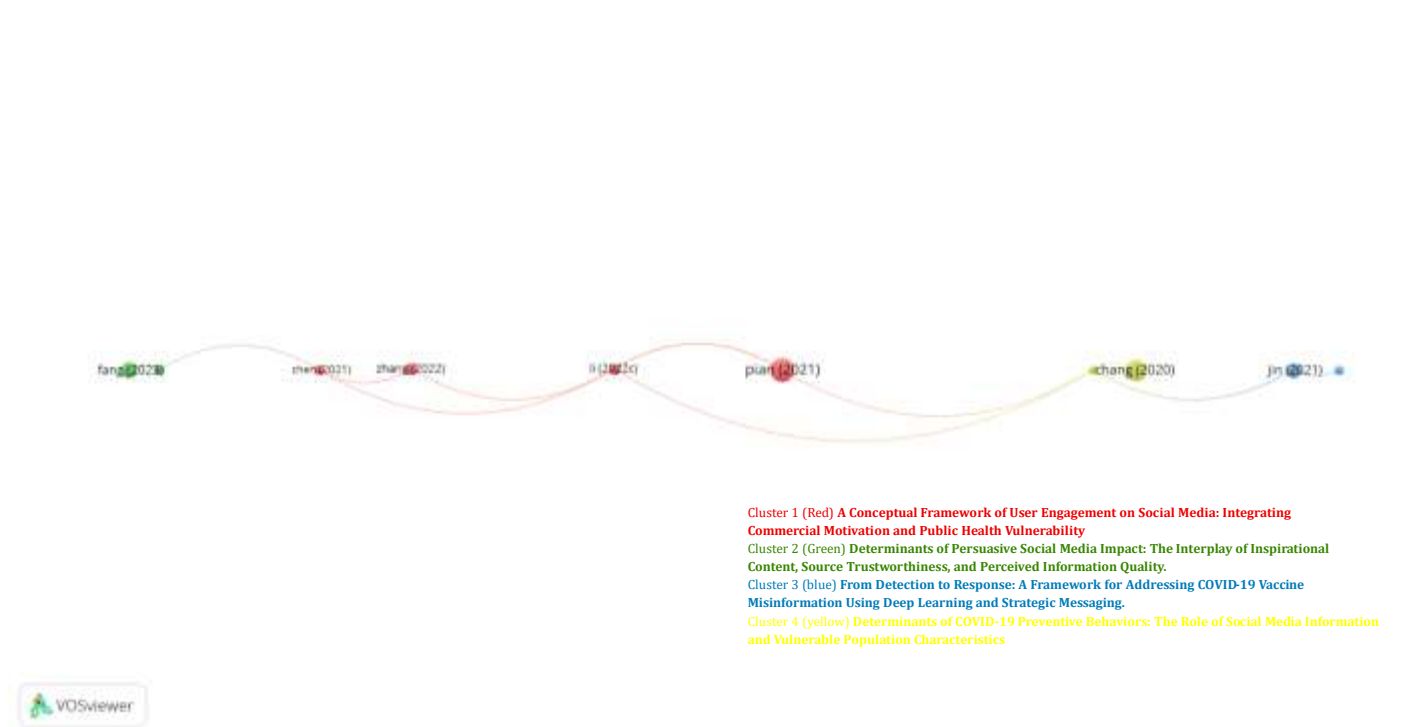 fang (2023)
zhen (2021)
zhang (2022)
li (2022c)
pian (2021)
chang (2020)
jin (2021)
Cluster 1 (Red) A Conceptual Framework of User Engagement on Social Media: Integrating
Commercial Motivation and Public Health Vulnerability
Cluster 2 (Green) Determinants of Persuasive Social Media Impact: The Interplay of Inspirational
Content, Source Trustworthiness, and Perceived Information Quality.
Cluster 3 (blue) From Detection to Response: A Framework for Addressing COVID-19 Vaccine
Misinformation Using Deep Learning and Strategic Messaging.
Cluster 4 (yellow) Determinants of COVID-19 Preventive Behaviors: The Role of Social Media Information
and Vulnerable Population Characteristics
VOSviewer